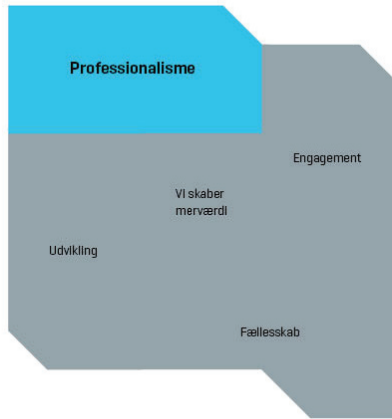 Professionalisme
Engagement
Vi skaber
merværdi
Udvikling
Fællesskab